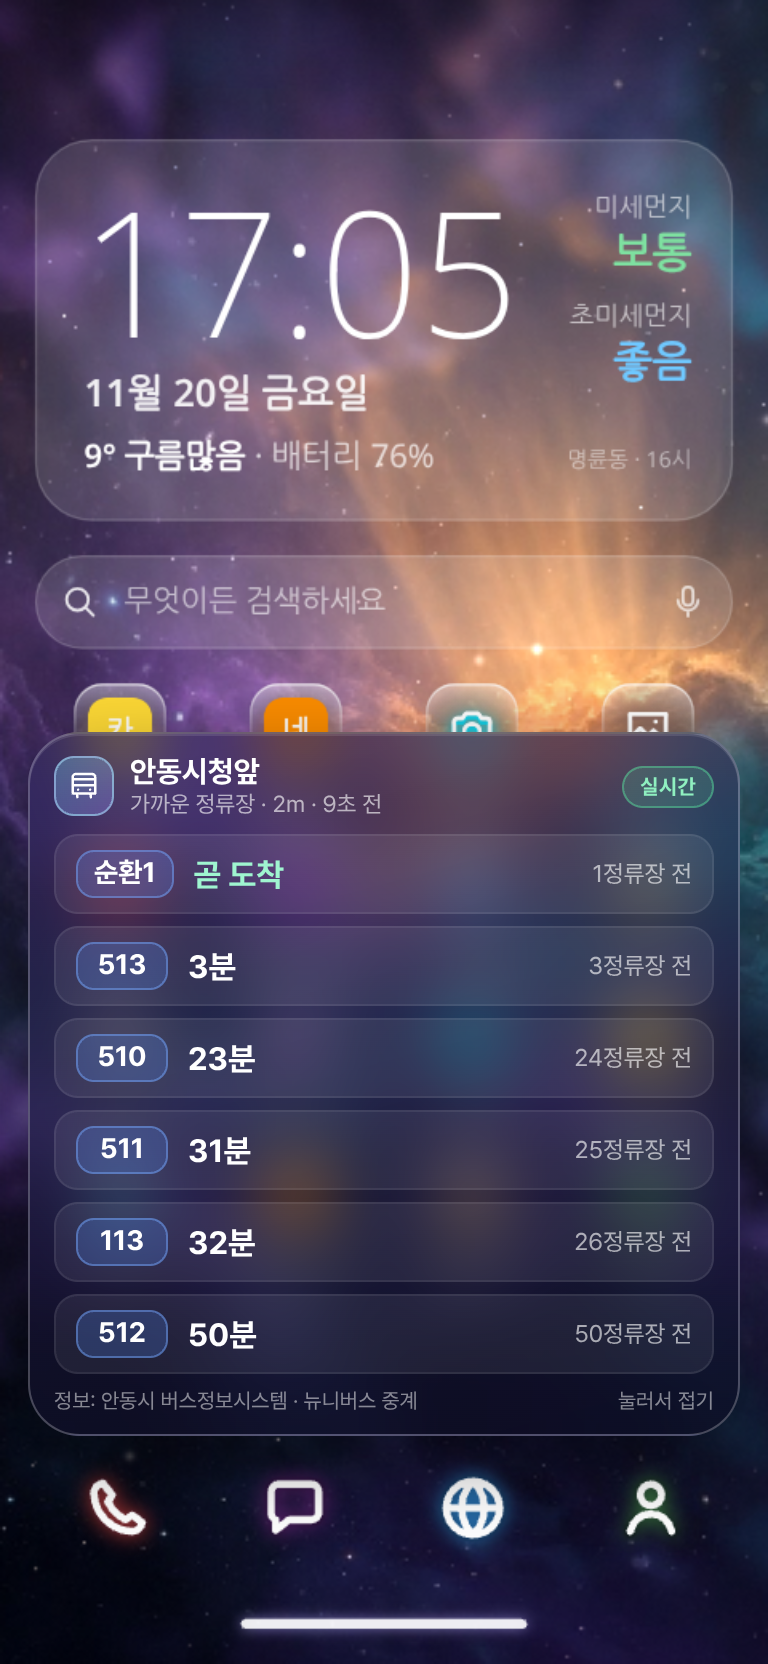 17:05
미세먼지
보통
초미세먼지
좋음
11월 20일 금요일
9° 구름많음 · 배터리 76%
명륜동 · 16시
무엇이든 검색하세요
카
네
안동시청앞
가까운 정류장 · 2m · 9초 전
실시간
순환1 곧 도착 1정류장 전
513 3분 3정류장 전
510 23분 24정류장 전
511 31분 25정류장 전
113 32분 26정류장 전
512 50분 50정류장 전
정보: 안동시 버스정보시스템 · 뉴니버스 중계
눌러서 접기